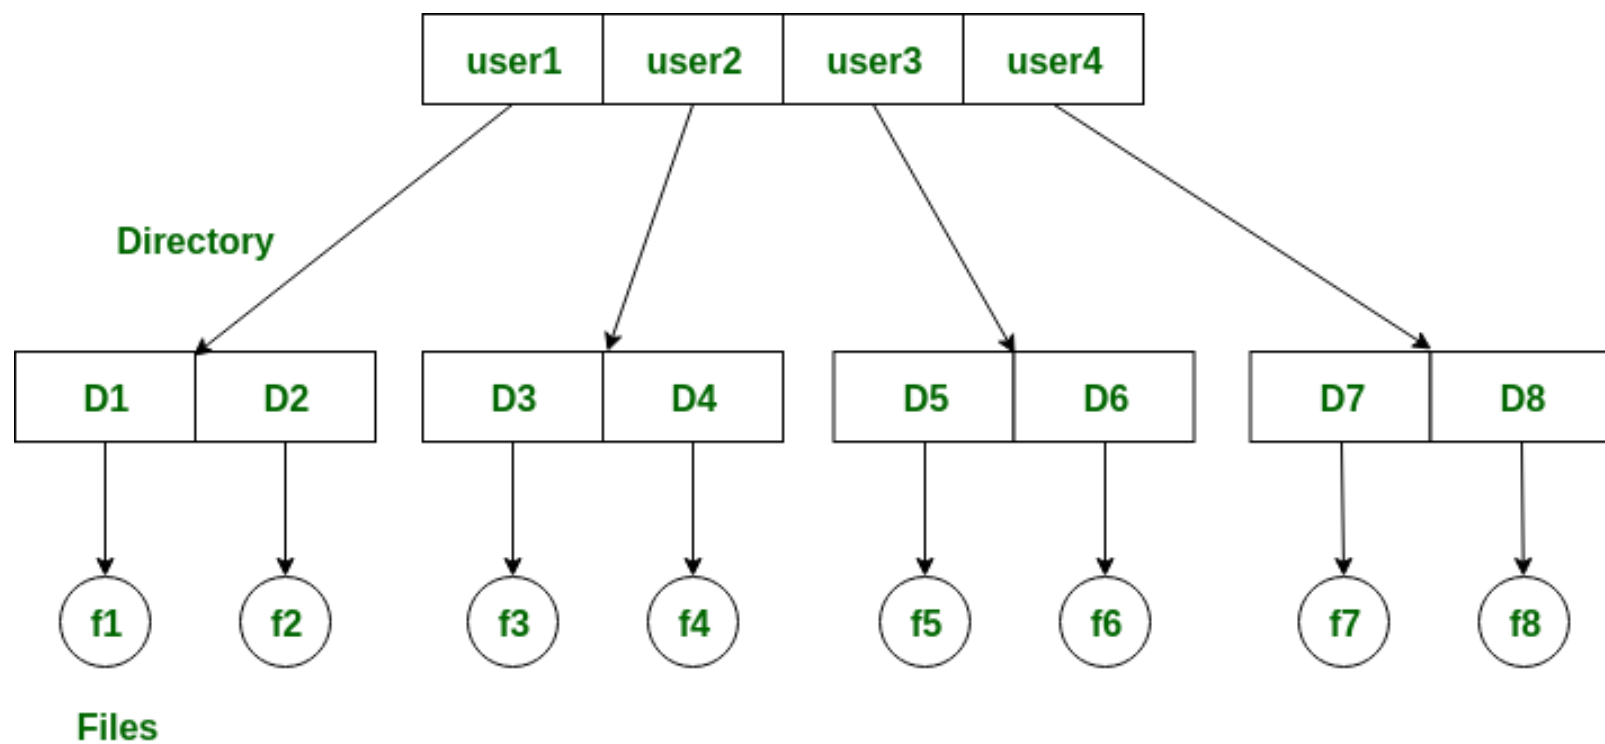 user1 user2 user3 user4
Directory
D1 D2 D3 D4 D5 D6 D7 D8
f1 f2 f3 f4 f5 f6 f7 f8
Files